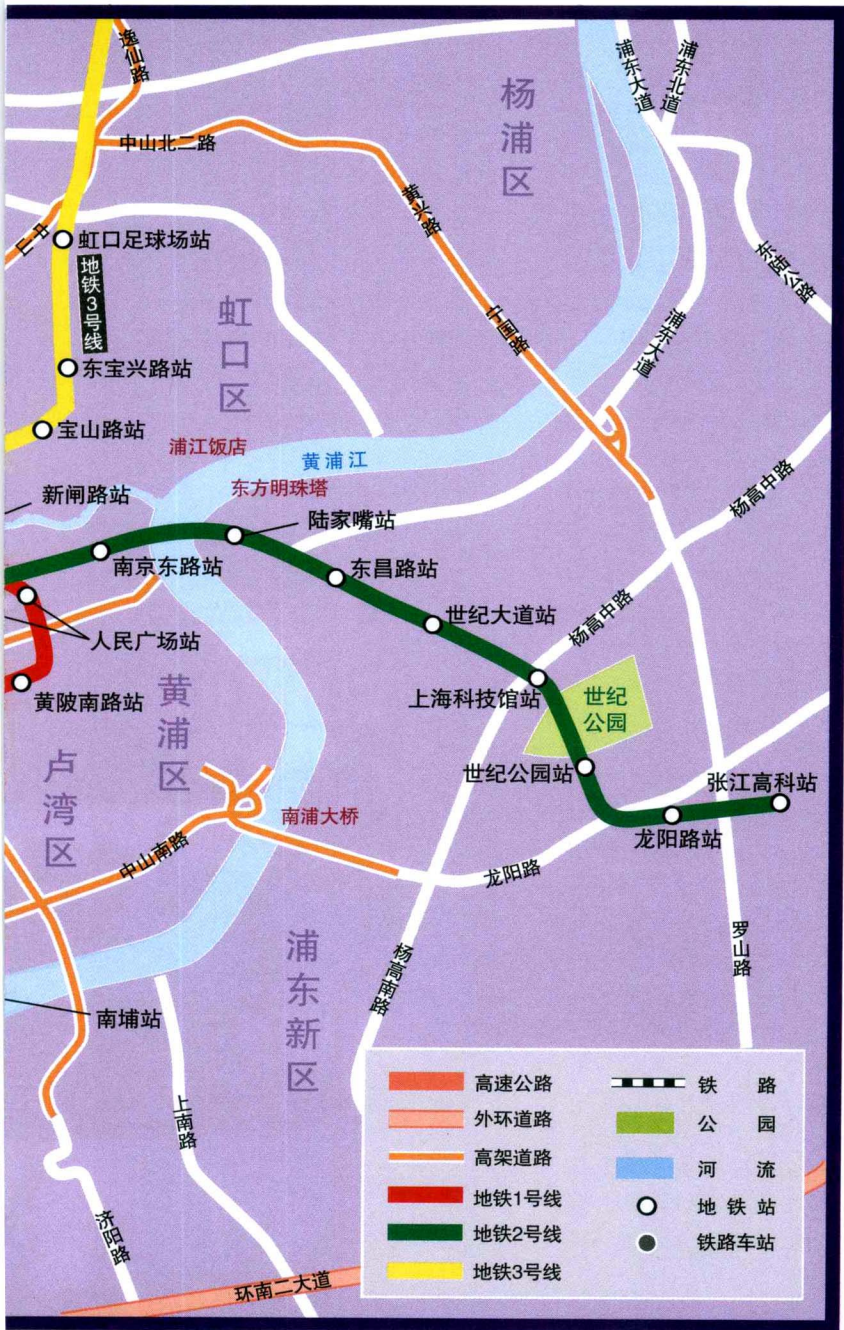 逸仙路
浦东大道
浦东北道
杨浦区
中山北二路
黄兴路
中山
虹口足球场站
地铁3号线
东陆公路
虹口区
宁国路
浦东大道
东宝兴路站
宝山路站
浦江饭店
黄浦江
东方明珠塔
新闸路站
杨高中路
陆家嘴站
南京东路站
东昌路站
世纪大道站
杨高中路
人民广场站
黄陂南路站
上海科技馆站
世纪
公园
黄浦区
卢湾区
世纪公园站
张江高科站
南浦大桥
龙阳路站
中山南路
龙阳路
罗山路
浦东新区
杨高南路
南埔站
上南路
济阳路
环南二大道
高速公路
外环道路
高架道路
地铁1号线
地铁2号线
地铁3号线
铁路
公园
河流
地铁站
铁路车站